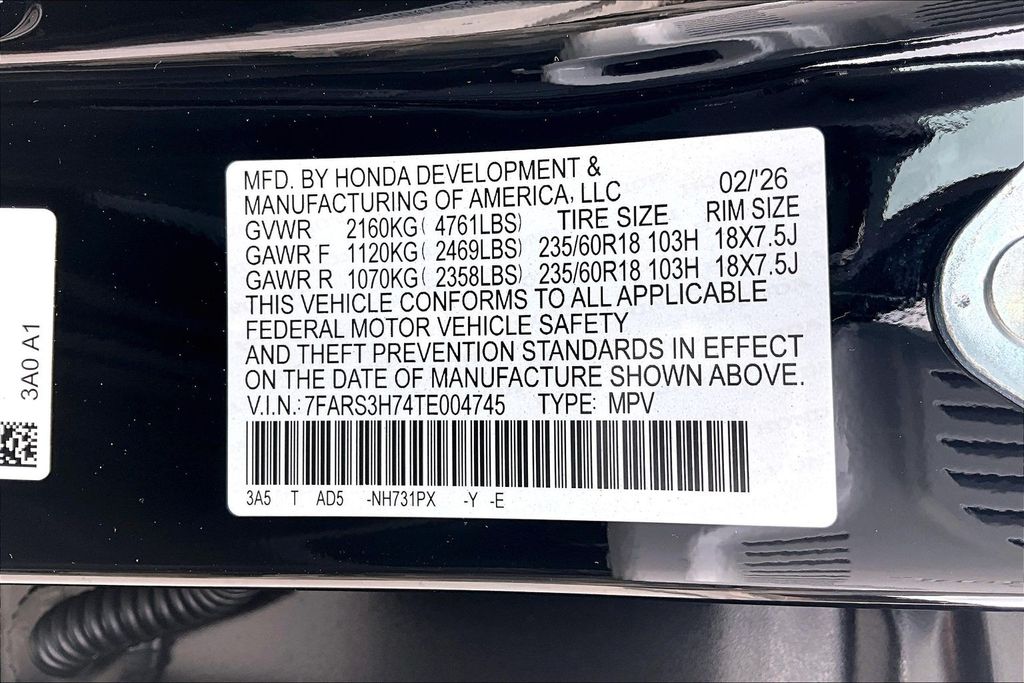 MFD. BY HONDA DEVELOPMENT &
MANUFACTURING OF AMERICA, LLC 02/'26
GVWR 2160KG( 4761LBS) TIRE SIZE RIM SIZE
GAWR F 1120KG( 2469LBS) 235/60R18 103H 18X7.5J
GAWR R 1070KG( 2358LBS) 235/60R18 103H 18X7.5J
THIS VEHICLE CONFORMS TO ALL APPLICABLE
FEDERAL MOTOR VEHICLE SAFETY
AND THEFT PREVENTION STANDARDS IN EFFECT
ON THE DATE OF MANUFACTURE SHOWN ABOVE.
V.I.N.: 7FARS3H74TE004745 TYPE: MPV
3A5 T AD5 -NH731PX -Y -E
3A0 A1